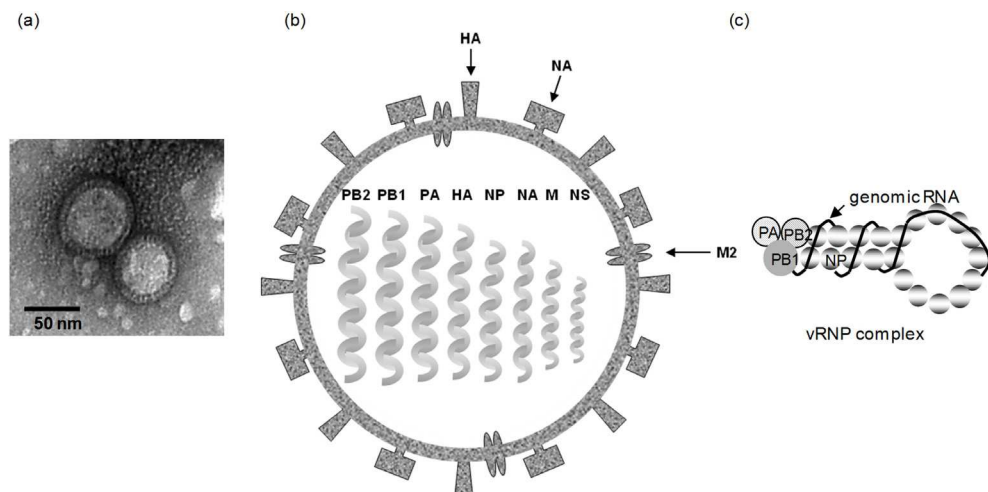 (a)
50 nm
(b)
HA
NA
PB2 PB1 PA HA NP NA M NS
M2
(c)
genomic RNA
PA PB2
PB1 NP
vRNP complex